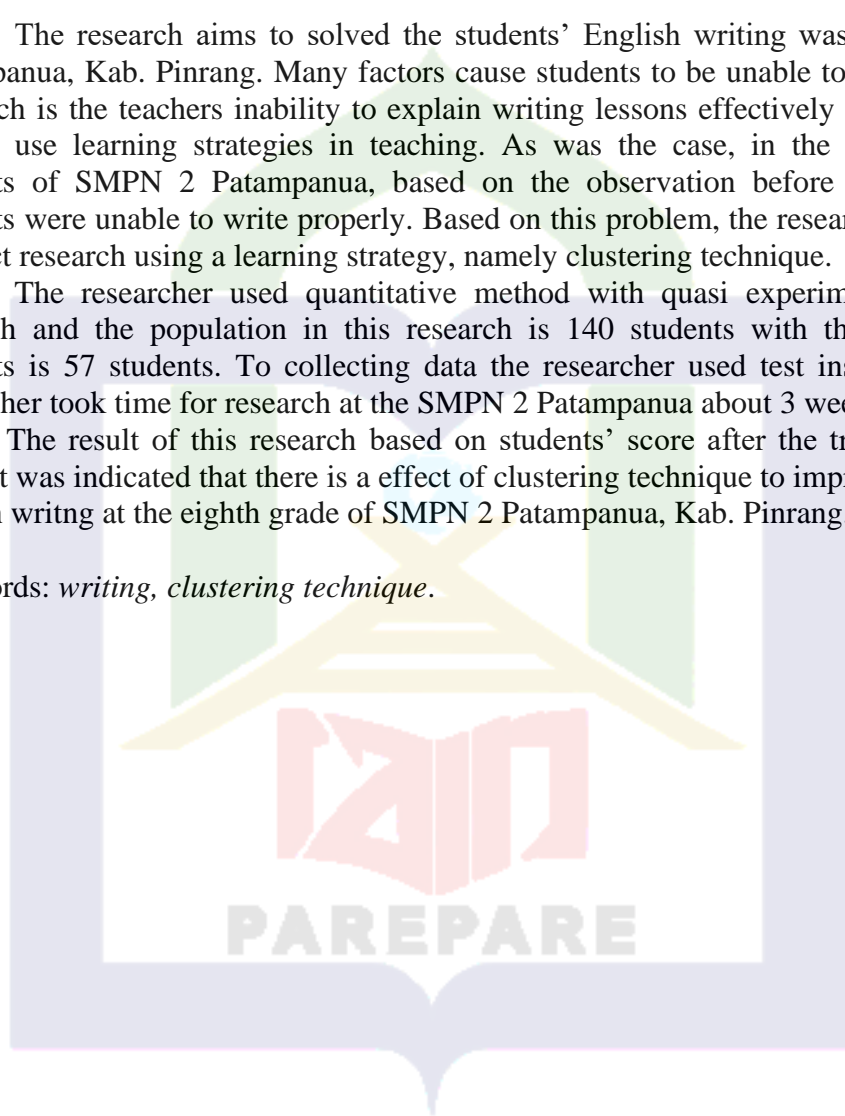 The research aims to solved the students’ English writing was
panua, Kab. Pinrang. Many factors cause students to be unable to
ch is the teachers inability to explain writing lessons effectively
use learning strategies in teaching. As was the case, in the
ts of SMPN 2 Patampanua, based on the observation before
ts were unable to write properly. Based on this problem, the resear
ct research using a learning strategy, namely clustering technique.
The researcher used quantitative method with quasi experim
h and the population in this research is 140 students with th
ts is 57 students. To collecting data the researcher used test ins
her took time for research at the SMPN 2 Patampanua about 3 wee
The result of this research based on students’ score after the tr
t was indicated that there is a effect of clustering technique to impr
n writng at the eighth grade of SMPN 2 Patampanua, Kab. Pinrang.
rds: writing, clustering technique.
iain
PAREPARE